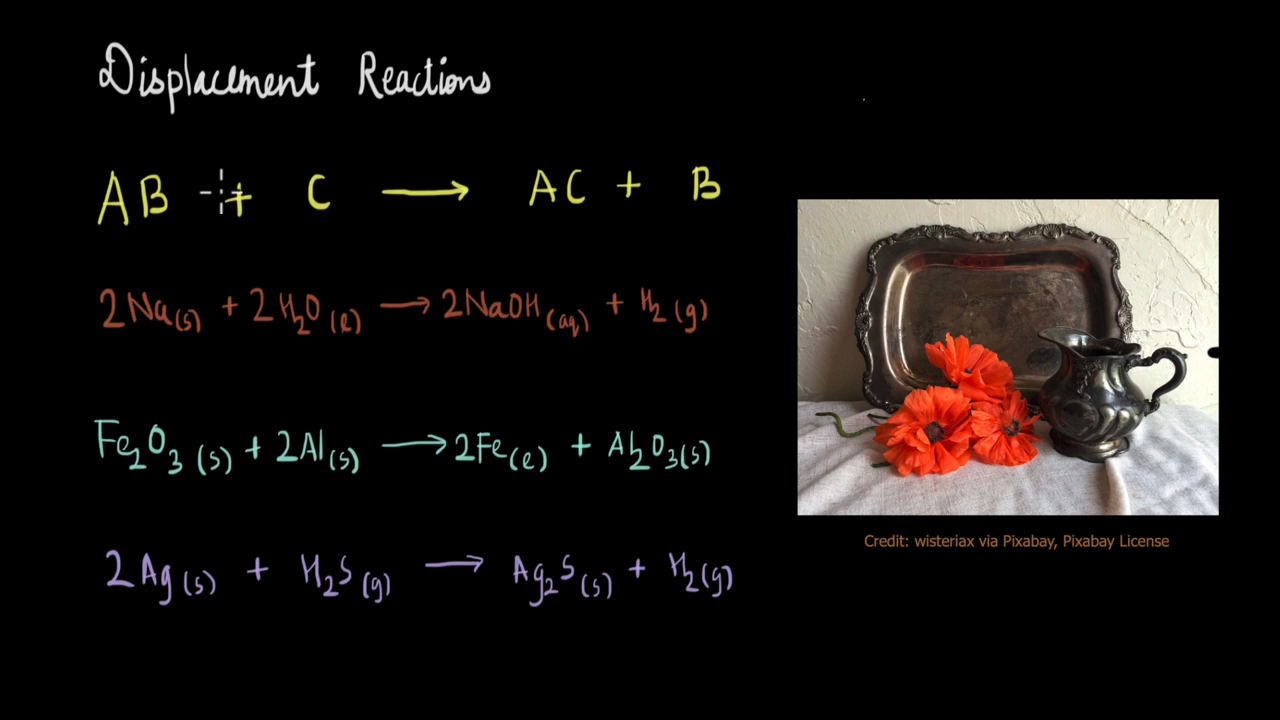 Displacement Reactions
AB + C ⟶ AC + B
2Na(s) + 2H₂O(l) ⟶ 2NaOH(aq) + H₂(g)
Fe₂O₃(s) + 2Al(s) ⟶ 2Fe(l) + Al₂O₃(s)
2Ag(s) + H₂S(g) ⟶ Ag₂S(s) + H₂(g)
Credit: wisteriax via Pixabay, Pixabay License